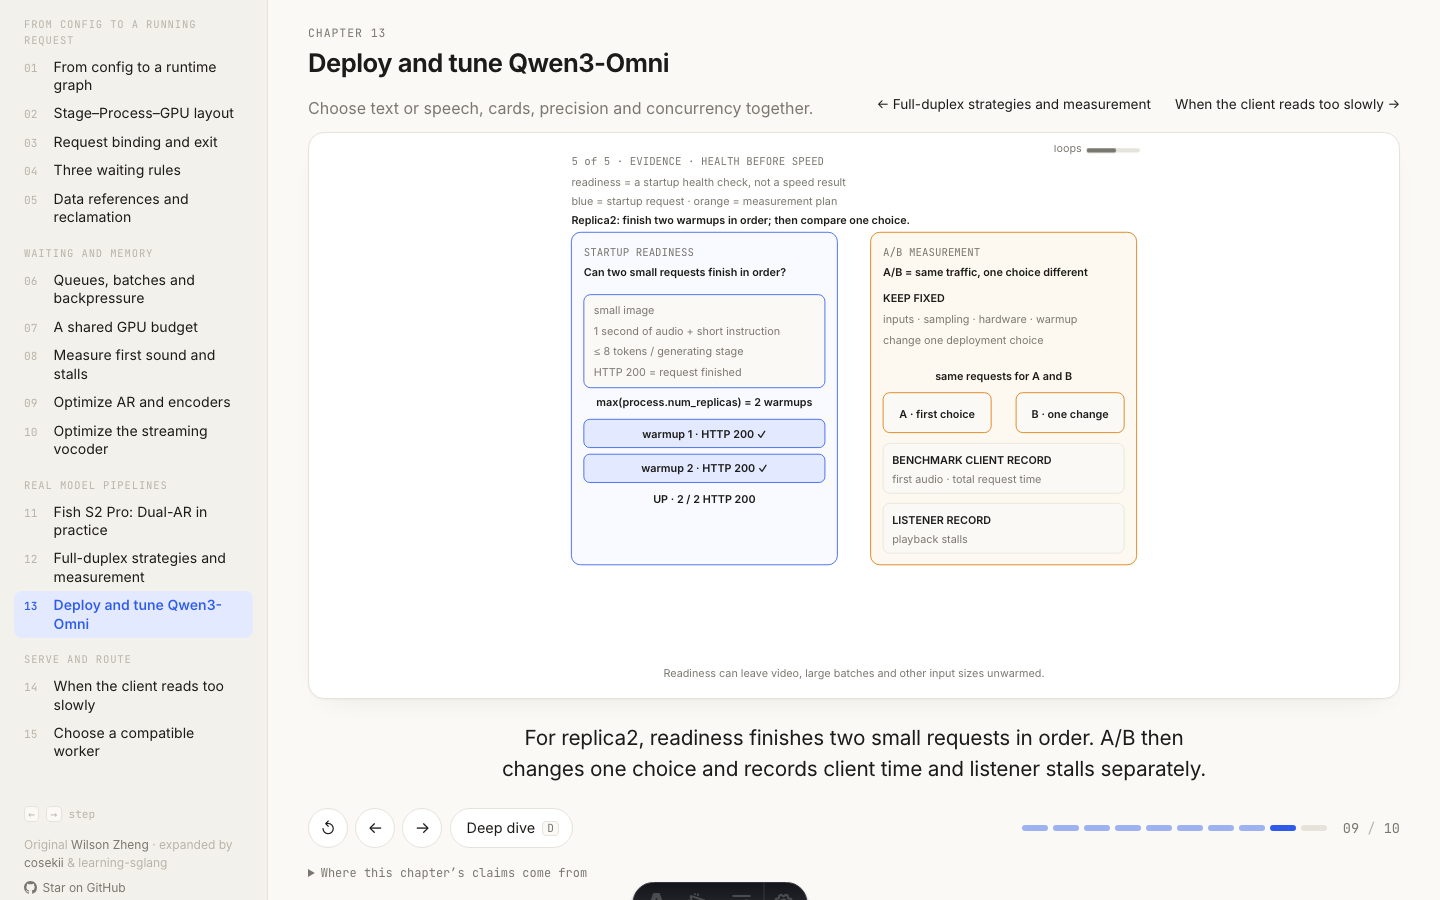 FROM CONFIG TO A RUNNING
REQUEST
01 From config to a runtime
graph
02 Stage–Process–GPU layout
03 Request binding and exit
04 Three waiting rules
05 Data references and
reclamation
WAITING AND MEMORY
06 Queues, batches and
backpressure
07 A shared GPU budget
08 Measure first sound and
stalls
09 Optimize AR and encoders
10 Optimize the streaming
vocoder
REAL MODEL PIPELINES
11 Fish S2 Pro: Dual-AR in
practice
12 Full-duplex strategies and
measurement
13 Deploy and tune Qwen3-
Omni
SERVE AND ROUTE
14 When the client reads too
slowly
15 Choose a compatible
worker
← → step
Original Wilson Zheng · expanded by
cosekii & learning-sglang
Star on GitHub
CHAPTER 13
Deploy and tune Qwen3-Omni
Choose text or speech, cards, precision and concurrency together.
← Full-duplex strategies and measurement
When the client reads too slowly →
loops
5 of 5 · EVIDENCE · HEALTH BEFORE SPEED
readiness = a startup health check, not a speed result
blue = startup request · orange = measurement plan
Replica2: finish two warmups in order; then compare one choice.
STARTUP READINESS
Can two small requests finish in order?
small image
1 second of audio + short instruction
≤ 8 tokens / generating stage
HTTP 200 = request finished
max(process.num_replicas) = 2 warmups
warmup 1 · HTTP 200 ✓
warmup 2 · HTTP 200 ✓
UP · 2 / 2 HTTP 200
A/B MEASUREMENT
A/B = same traffic, one choice different
KEEP FIXED
inputs · sampling · hardware · warmup
change one deployment choice
same requests for A and B
A · first choice
B · one change
BENCHMARK CLIENT RECORD
first audio · total request time
LISTENER RECORD
playback stalls
Readiness can leave video, large batches and other input sizes unwarmed.
For replica2, readiness finishes two small requests in order. A/B then
changes one choice and records client time and listener stalls separately.
Deep dive D
09 / 10
▶ Where this chapter's claims come from